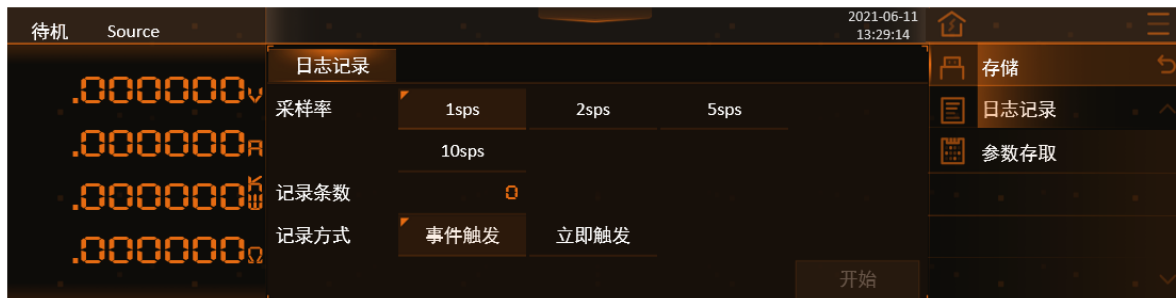 待机 Source
2021-06-11
13:29:14
.000000V
.000000A
.000000KW
.000000Ω
日志记录
采样率 1sps 2sps 5sps
10sps
记录条数 0
记录方式 事件触发 立即触发
开始
存储
日志记录
参数存取